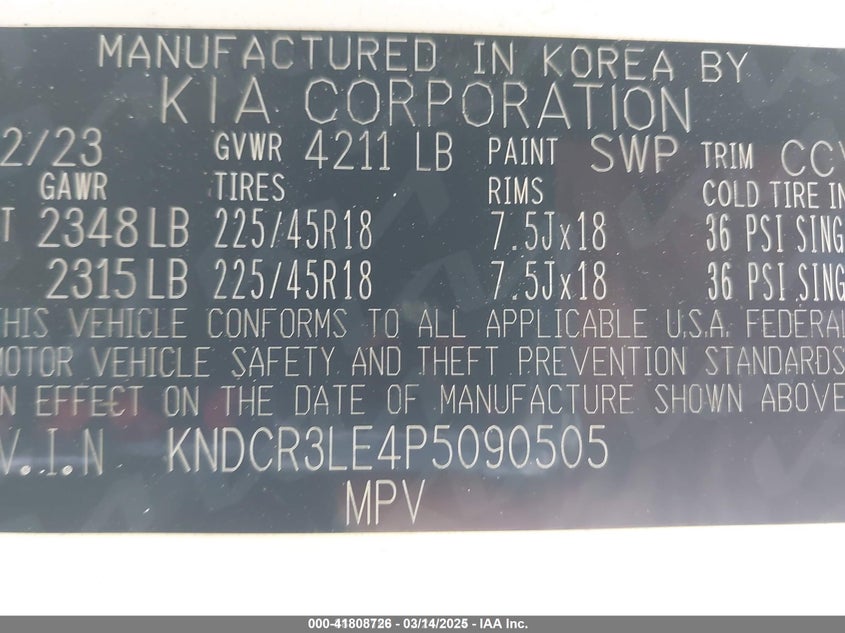 MANUFACTURED IN KOREA BY
KIA CORPORATION
2/23 GVWR 4211 LB PAINT SWP TRIM CCV
GAWR TIRES RIMS COLD TIRE IN
T 2348 LB 225/45R18 7.5Jx18 36 PSI SING
2315 LB 225/45R18 7.5Jx18 36 PSI SING
THIS VEHICLE CONFORMS TO ALL APPLICABLE U.S.A. FEDERAL
MOTOR VEHICLE SAFETY AND THEFT PREVENTION STANDARDS
IN EFFECT ON THE DATE OF MANUFACTURE SHOWN ABOVE
V.I.N KNDCR3LE4P5090505
MPV
000-41808726 - 03/14/2025 - IAA Inc.